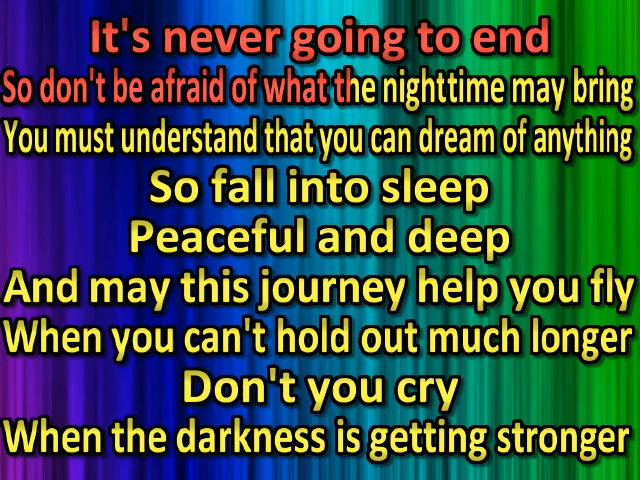 It's never going to end
So don't be afraid of what the nighttime may bring
You must understand that you can dream of anything
So fall into sleep
Peaceful and deep
And may this journey help you fly
When you can't hold out much longer
Don't you cry
When the darkness is getting stronger